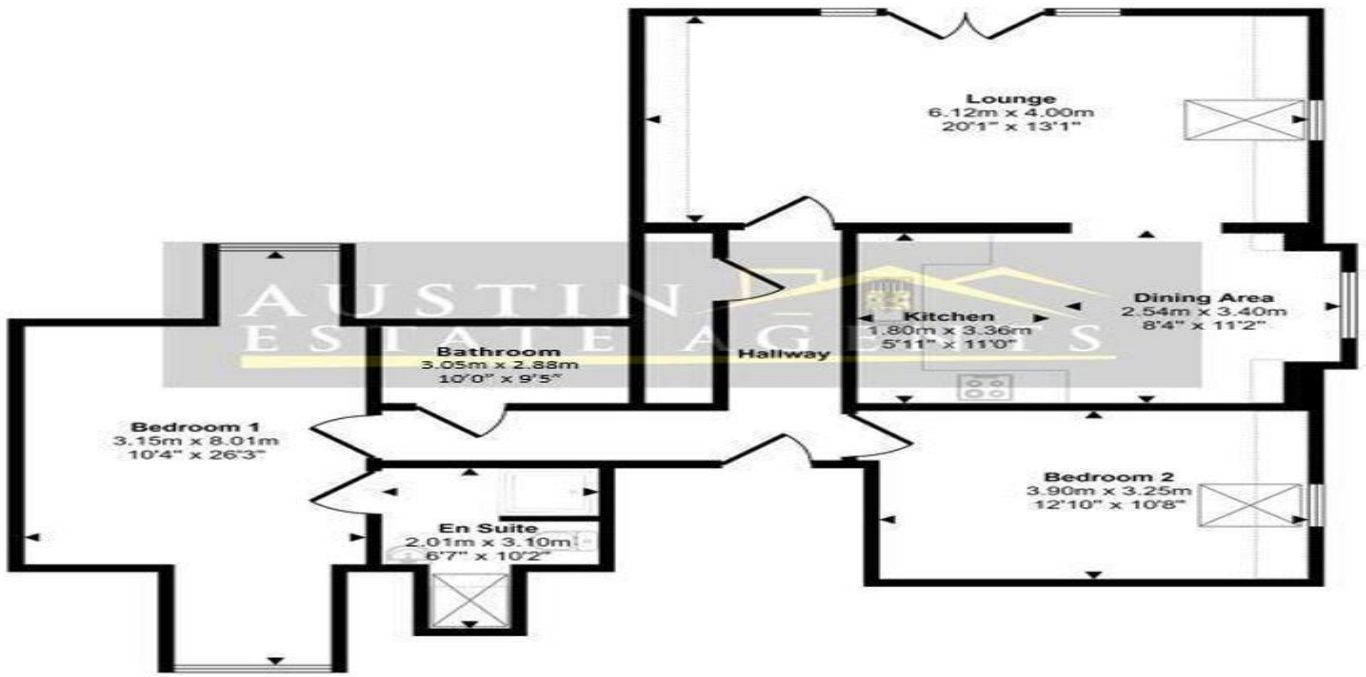 Lounge
6.12m x 4.00m
20'1" x 13'1"
AUSTIN
ESTATE AGENTS
Kitchen
1.80m x 3.36m
5'11" x 11'0"
Dining Area
2.54m x 3.40m
8'4" x 11'2"
Bathroom
3.05m x 2.88m
10'0" x 9'5"
Hallway
Bedroom 1
3.15m x 8.01m
10'4" x 26'3"
Bedroom 2
3.90m x 3.25m
12'10" x 10'8"
En Suite
2.01m x 3.10m
6'7" x 10'2"